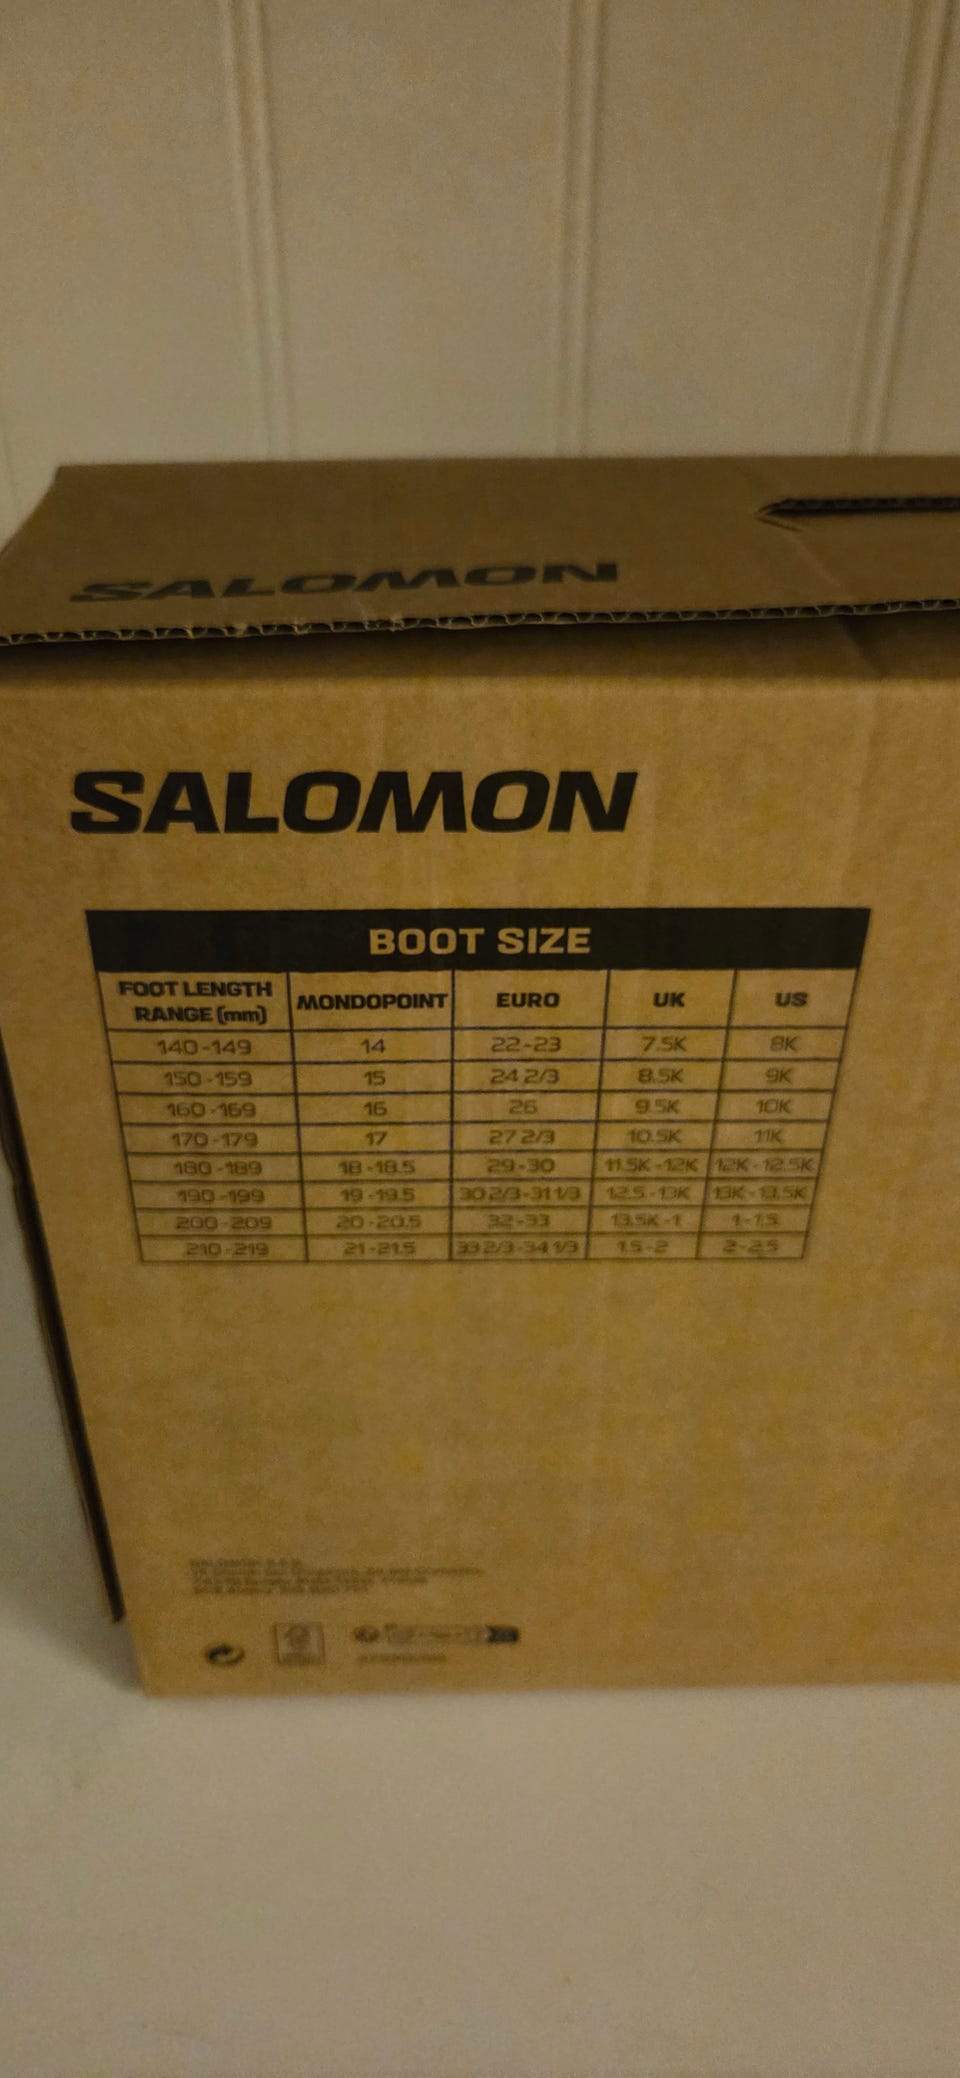 SALOMON
SALOMON
BOOT SIZE
FOOT LENGTH RANGE (mm) MONDOPOINT EURO UK US
140-149 14 22-23 7.5K 8K
150-159 15 24 2/3 8.5K 9K
160-169 16 26 9.5K 10K
170-179 17 27 2/3 10.5K 11K
180-189 18-18.5 29-30 11.5K-12K 12K-12.5K
190-199 19-19.5 30 2/3-31 1/3 12.5-13K 13K-13.5K
200-209 20-20.5 32-33 13.5K-1 1-1.5
210-219 21-21.5 33 2/3-34 1/3 1.5-2 2-2.5